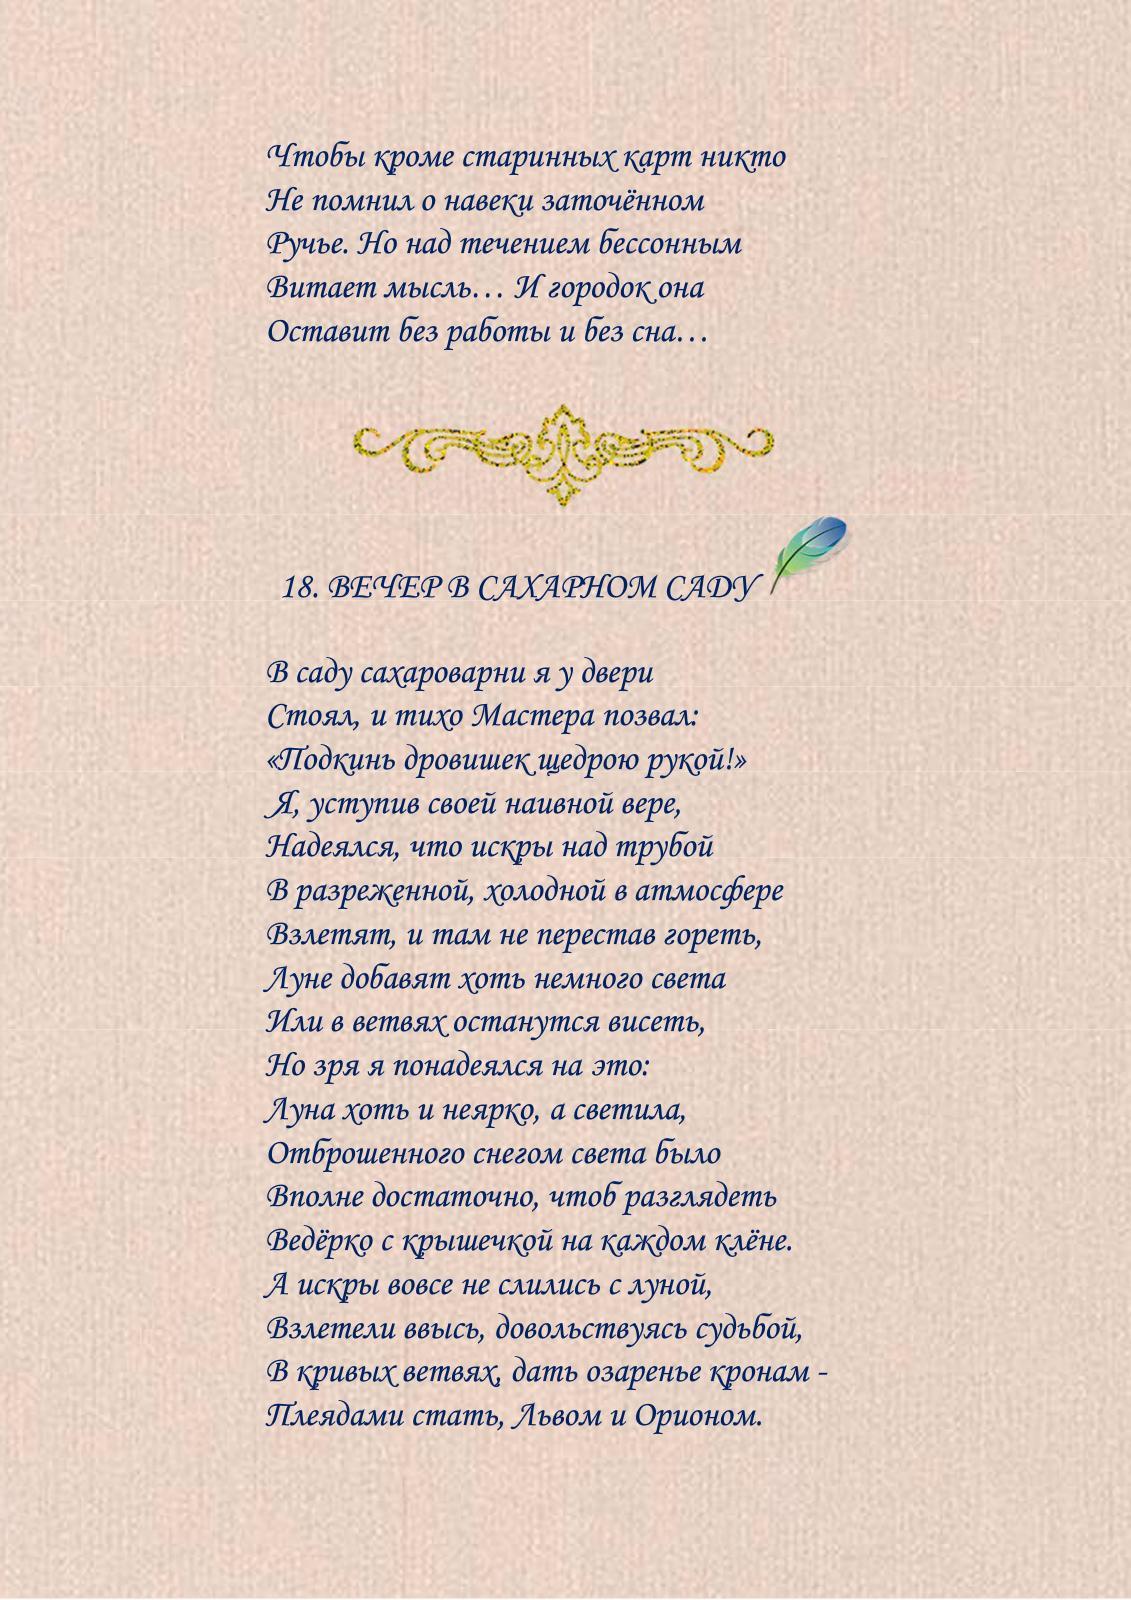 Чтобы кроме старинных карт никто
Не помнил о навеки заточённом
Ручье. Но над течением бессонным
Витает мысль… И городок она
Оставит без работы и без сна…
18. ВЕЧЕР В САХАРНОМ САДУ
В саду сахароварни я у двери
Стоял, и тихо Мастера позвал:
«Подкинь дровишек щедрою рукой!»
Я, уступив своей наивной вере,
Надеялся, что искры над трубой
В разреженной, холодной в атмосфере
Взлетят, и там не перестав гореть,
Луне добавят хоть немного света
Или в ветвях останутся висеть,
Но зря я понадеялся на это:
Луна хоть и неярко, а светила,
Отброшенного снегом света было
Вполне достаточно, чтоб разглядеть
Ведёрко с крышечкой на каждом клёне.
А искры вовсе не слились с луной,
Взлетели ввысь, довольствуясь судьбой,
В кривых ветвях, дать озаренье кронам -
Плеядами стать, Львом и Орионом.